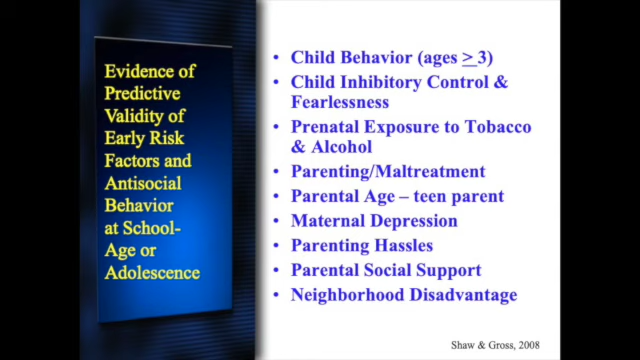 Evidence of
Predictive
Validity of
Early Risk
Factors and
Antisocial
Behavior
at School-
Age or
Adolescence
• Child Behavior (ages > 3)
• Child Inhibitory Control &
Fearlessness
• Prenatal Exposure to Tobacco
& Alcohol
• Parenting/Maltreatment
• Parental Age – teen parent
• Maternal Depression
• Parenting Hassles
• Parental Social Support
• Neighborhood Disadvantage
Shaw & Gross, 2008